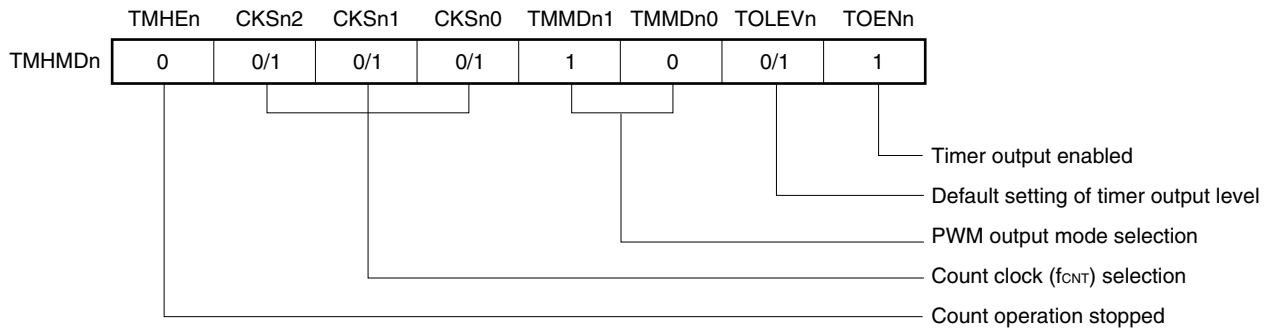 TMHEn CKSn2 CKSn1 CKSn0 TMMDn1 TMMDn0 TOLEVn TOENn
TMHMDn 0 0/1 0/1 0/1 1 0 0/1 1
Timer output enabled
Default setting of timer output level
PWM output mode selection
Count clock (fCNT) selection
Count operation stopped